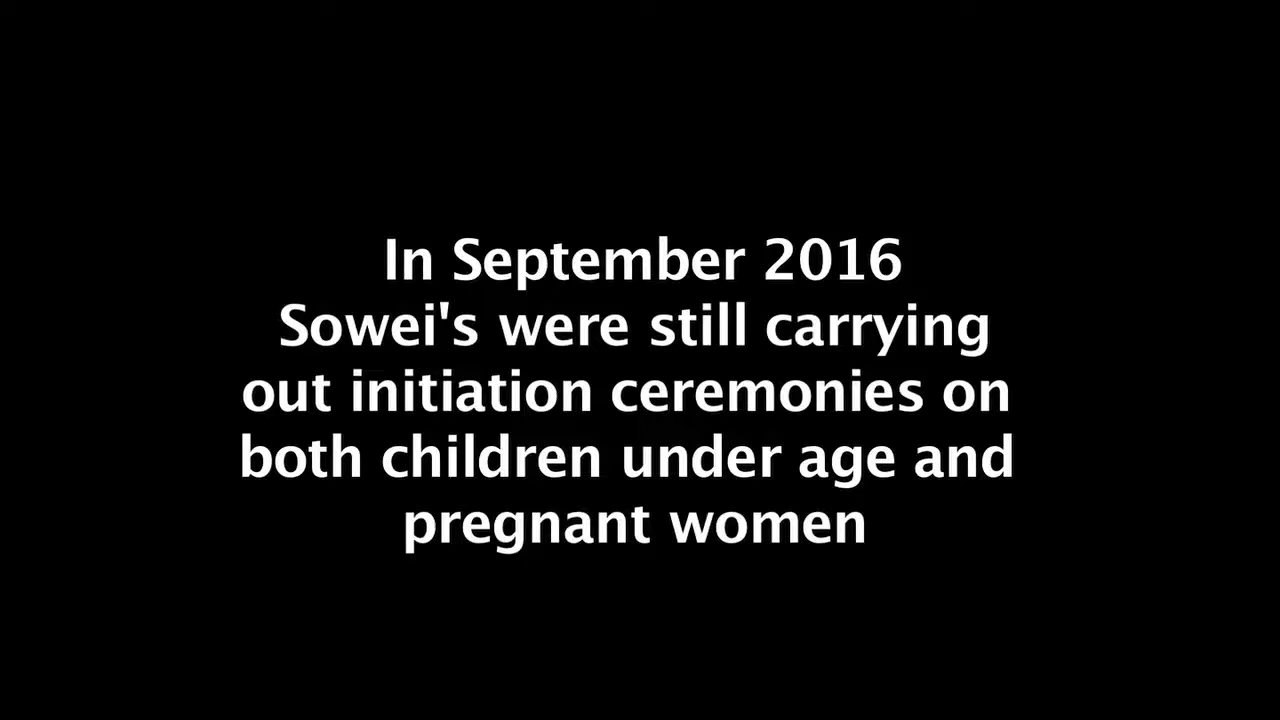 In September 2016
Sowei's were still carrying
out initiation ceremonies on
both children under age and
pregnant women